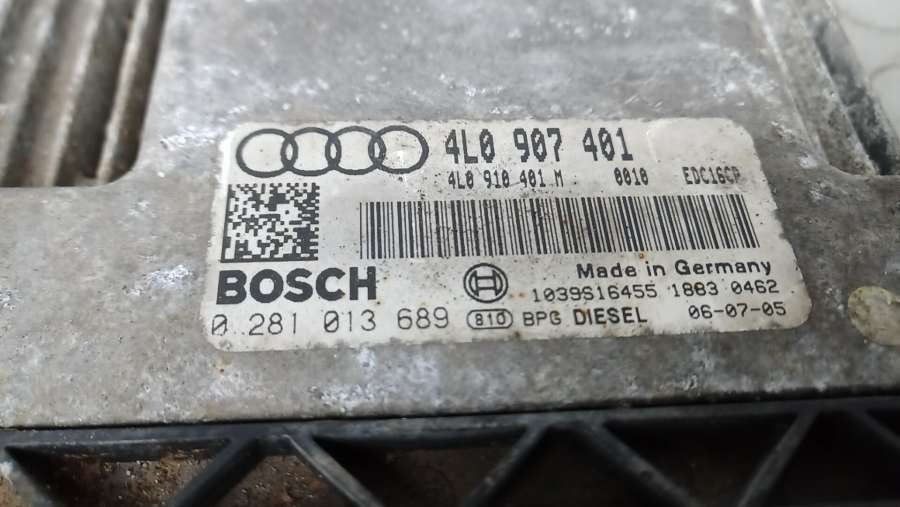 4L0 907 401
4L0 910 401 M 0010 EDC16CP
BOSCH Made in Germany
1039S16455 1883 0462
0 281 013 689 810 BPG DIESEL 06-07-05